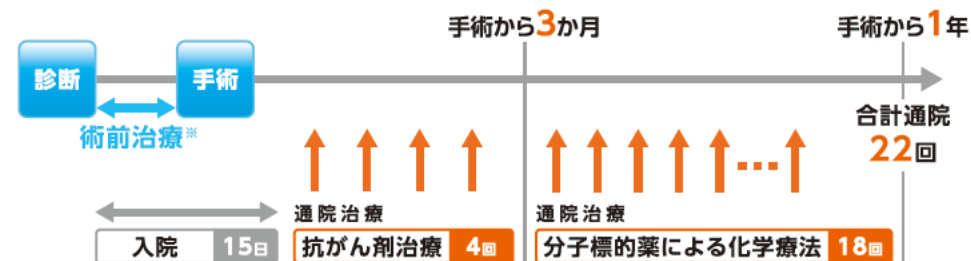 手術から3か月
手術から1年
診断
手術
術前治療※
合計通院
22回
通院治療
通院治療
入院 15日
抗がん剤治療 4回
分子標的薬による化学療法 18回